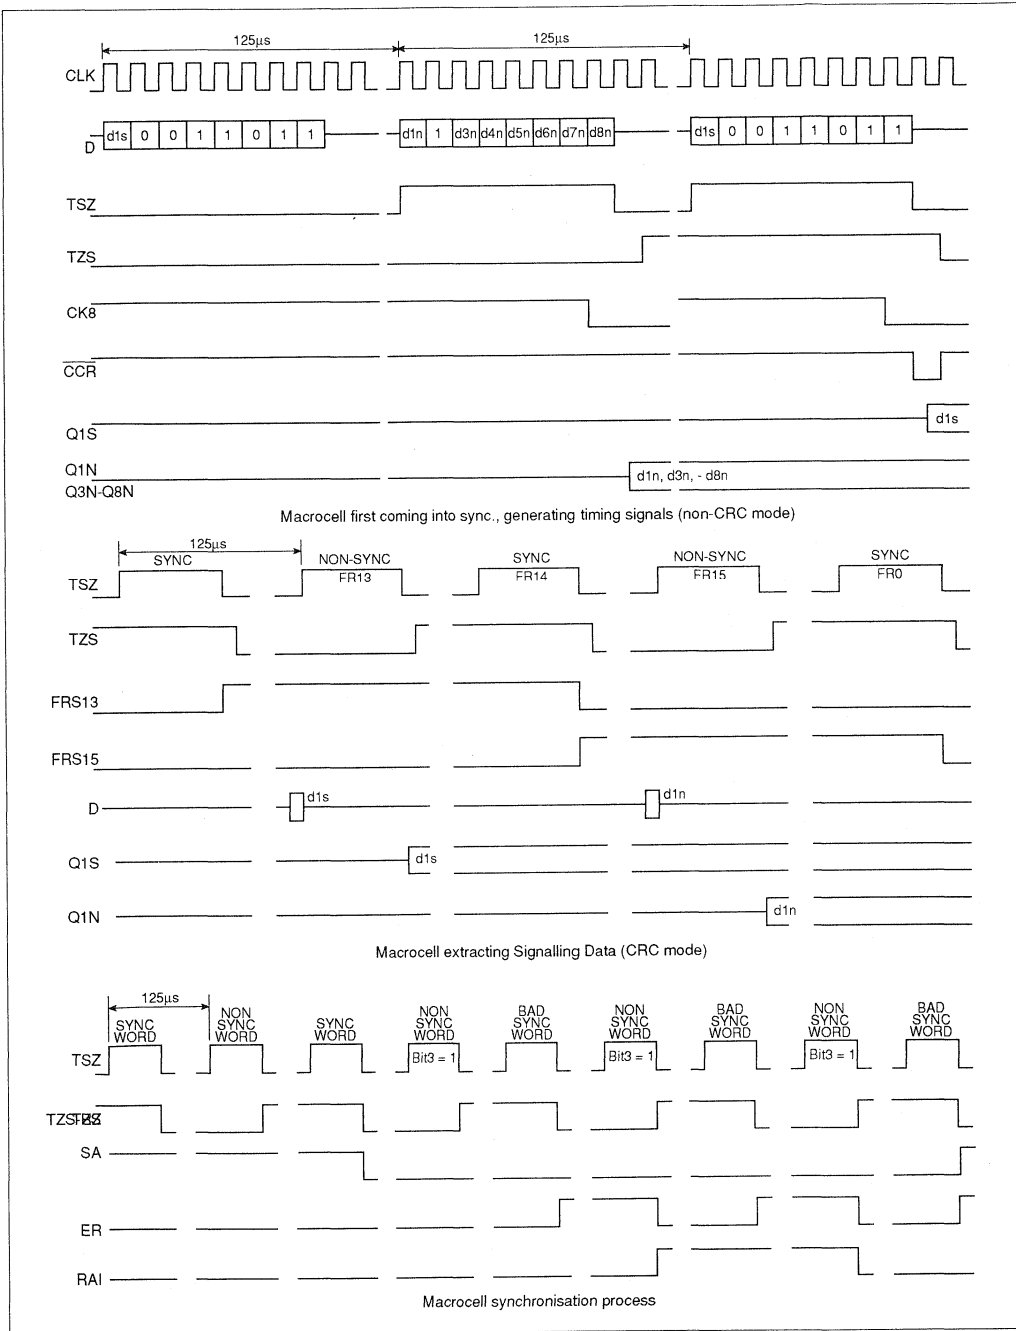 125µs 125µs
CLK
D d1s 0 0 1 1 0 1 1 d1n 1 d3n d4n d5n d6n d7n d8n d1s 0 0 1 1 0 1 1
TSZ
TZS
CK8
CCR
Q1S d1s
Q1N
Q3N-Q8N d1n, d3n, - d8n
Macrocell first coming into sync., generating timing signals (non-CRC mode)
125µs
SYNC NON-SYNC SYNC NON-SYNC SYNC
TSZ FR13 FR14 FR15 FR0
TZS
FRS13
FRS15
D d1s d1n
Q1S d1s
Q1N d1n
Macrocell extracting Signalling Data (CRC mode)
125µs
SYNC WORD
NON SYNC WORD
SYNC WORD
NON SYNC WORD
BAD SYNC WORD
NON SYNC WORD
BAD SYNC WORD
NON SYNC WORD
BAD SYNC WORD
TSZ Bit3 = 1 Bit3 = 1 Bit3 = 1
SA
ER
RAI
Macrocell synchronisation process